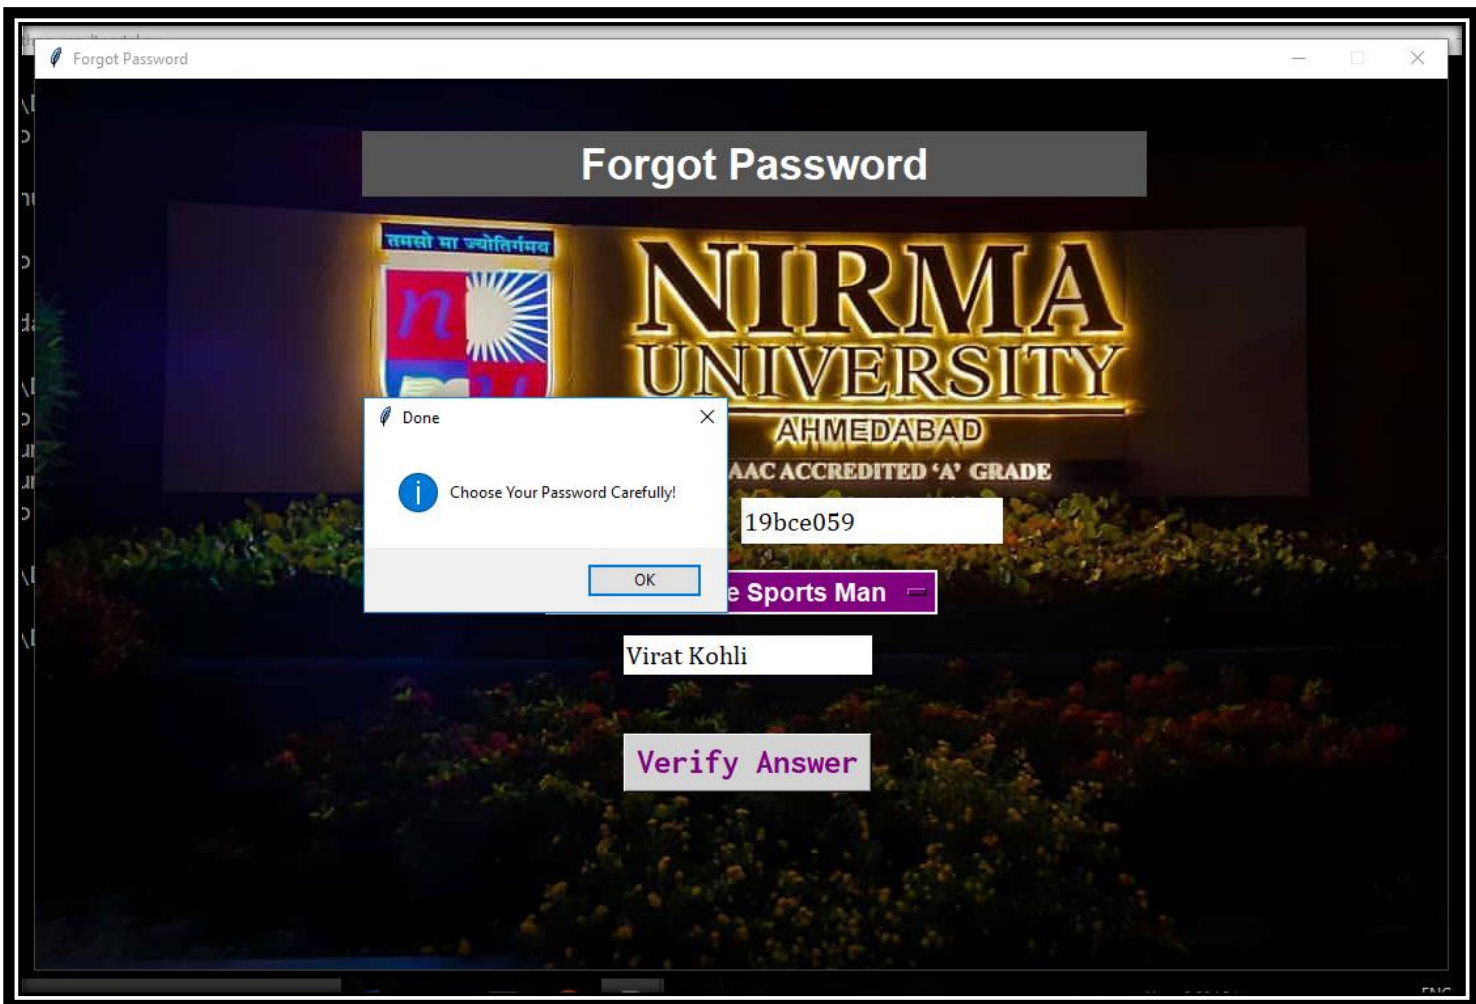 Forgot Password
Forgot Password
तमसो मा ज्योतिर्गमय
n
NIRMA
UNIVERSITY
AHMEDABAD
AAC ACCREDITED ‘A’ GRADE
Done
Choose Your Password Carefully!
OK
19bce059
e Sports Man
Virat Kohli
Verify Answer
ENG